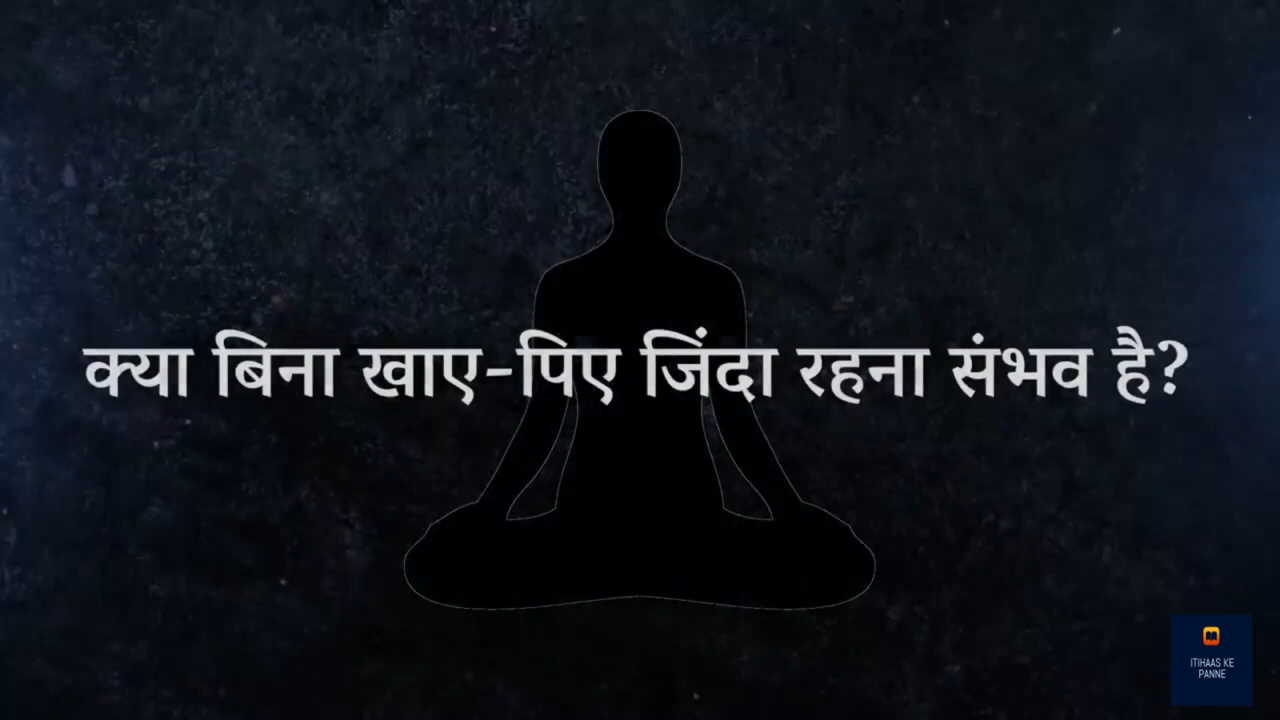 क्या बिना खाए-पिए जिंदा रहना संभव है?
ITIHAAS KE
PANNE